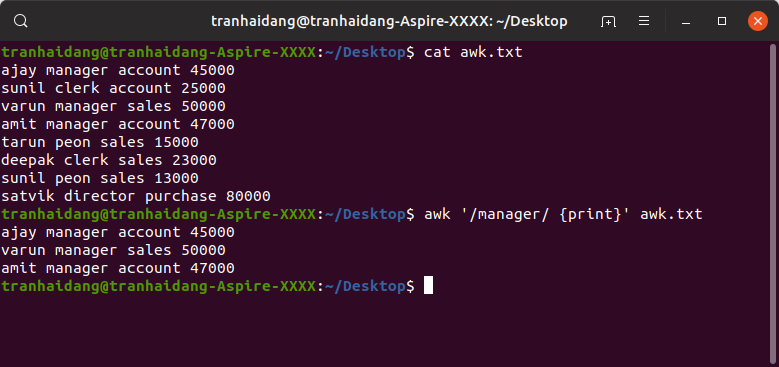 tranhaidang@tranhaidang-Aspire-XXXX: ~/Desktop
tranhaidang@tranhaidang-Aspire-XXXX:~/Desktop$ cat awk.txt
ajay manager account 45000
sunil clerk account 25000
varun manager sales 50000
amit manager account 47000
tarun peon sales 15000
deepak clerk sales 23000
sunil peon sales 13000
satvik director purchase 80000
tranhaidang@tranhaidang-Aspire-XXXX:~/Desktop$ awk '/manager/ {print}' awk.txt
ajay manager account 45000
varun manager sales 50000
amit manager account 47000
tranhaidang@tranhaidang-Aspire-XXXX:~/Desktop$